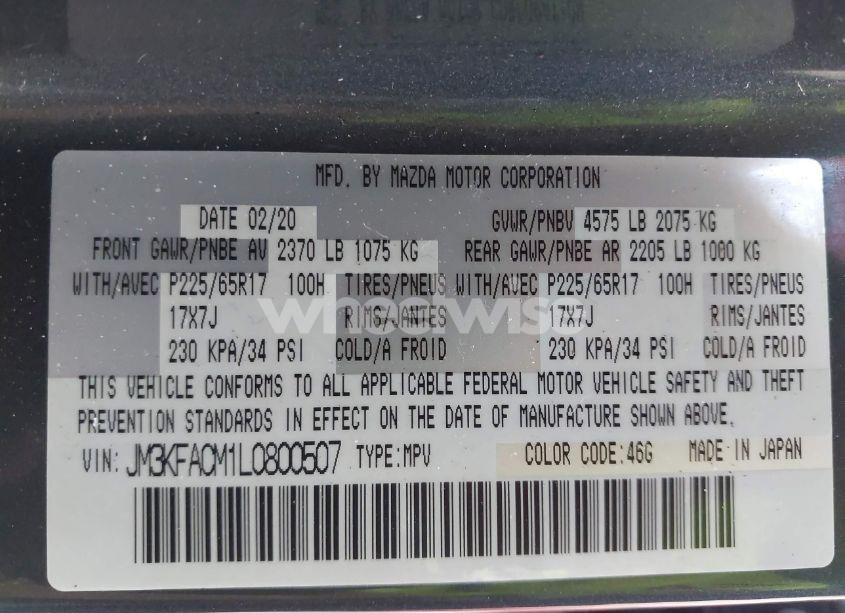 MFD. BY MAZDA MOTOR CORPORATION
DATE 02/20 GVWR/PNBV 4575 LB 2075 KG
FRONT GAWR/PNBE AV 2370 LB 1075 KG REAR GAWR/PNBE AR 2205 LB 1000 KG
WITH/AVEC P225/65R17 100H TIRES/PNEUS WITH/AVEC P225/65R17 100H TIRES/PNEUS
wheelwise
17X7J RIMS/JANTES 17X7J RIMS/JANTES
230 KPA/34 PSI COLD/A FROID 230 KPA/34 PSI COLD/A FROID
THIS VEHICLE CONFORMS TO ALL APPLICABLE FEDERAL MOTOR VEHICLE SAFETY AND THEFT
PREVENTION STANDARDS IN EFFECT ON THE DATE OF MANUFACTURE SHOWN ABOVE.
VIN: JM3KFACM1L0800507 TYPE:MPV COLOR CODE:46G MADE IN JAPAN